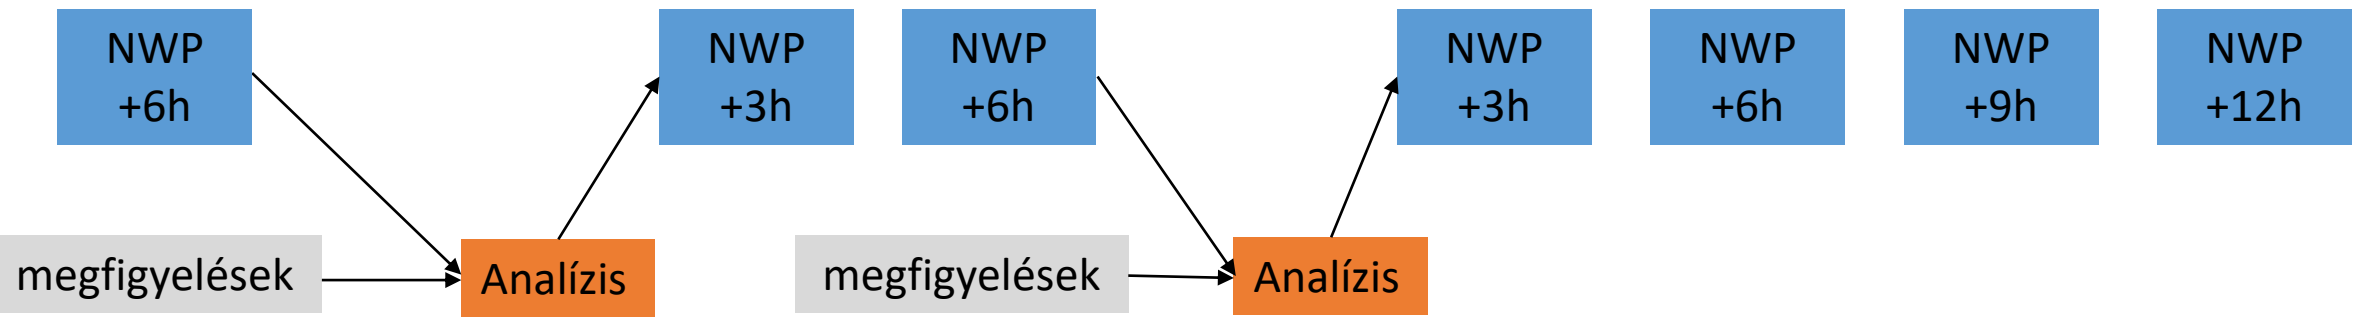 NWP
+6h
NWP
+3h
NWP
+6h
NWP
+3h
NWP
+6h
NWP
+9h
NWP
+12h
megfigyelések
Analízis
megfigyelések
Analízis